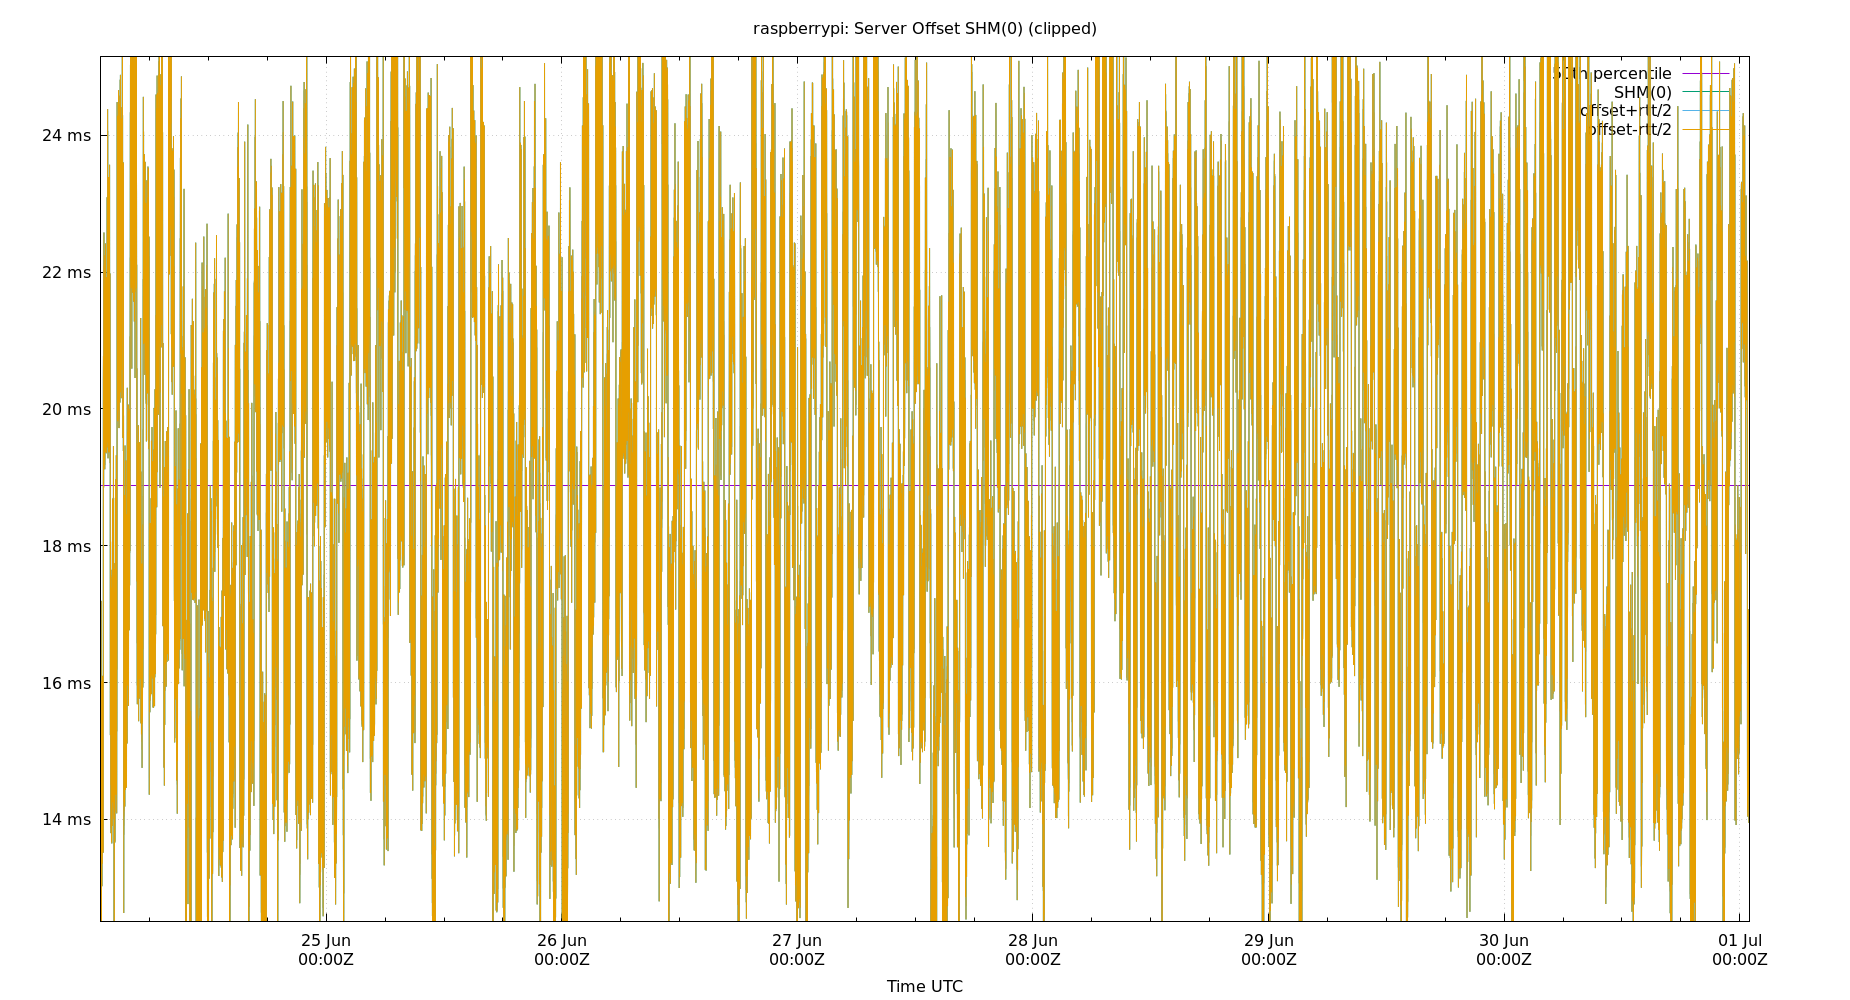 raspberrypi: Server Offset SHM(0) (clipped)
50th percentile
SHM(0)
offset+rtt/2
offset-rtt/2
24 ms
22 ms
20 ms
18 ms
16 ms
14 ms
25 Jun 26 Jun 27 Jun 28 Jun 29 Jun 30 Jun 01 Jul
00:00Z 00:00Z 00:00Z 00:00Z 00:00Z 00:00Z 00:00Z
Time UTC